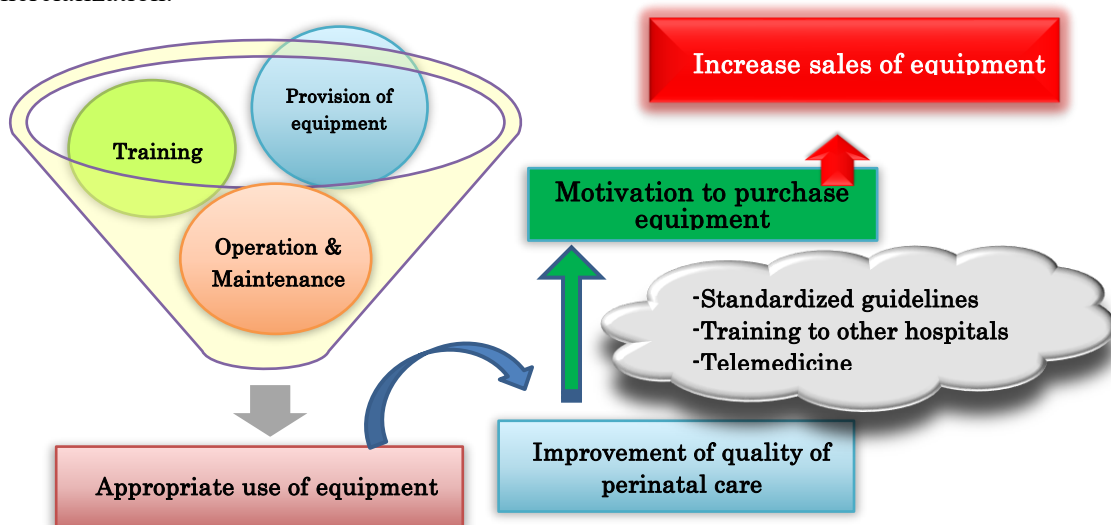 Increase sales of equipment
Provision of
equipment
Training
Motivation to purchase
equipment
Operation &
Maintenance
-Standardized guidelines
-Training to other hospitals
-Telemedicine
Improvement of quality of
perinatal care
Appropriate use of equipment